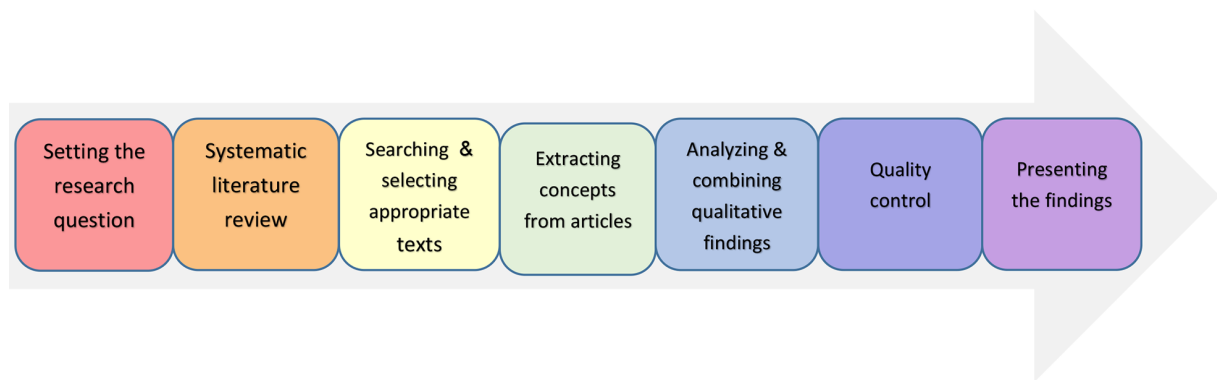 Setting the
research
question
Systematic
literature
review
Searching & 
selecting
appropriate
texts
Extracting
concepts
from articles
Analyzing &
combining
qualitative
findings
Quality
control
Presenting
the findings